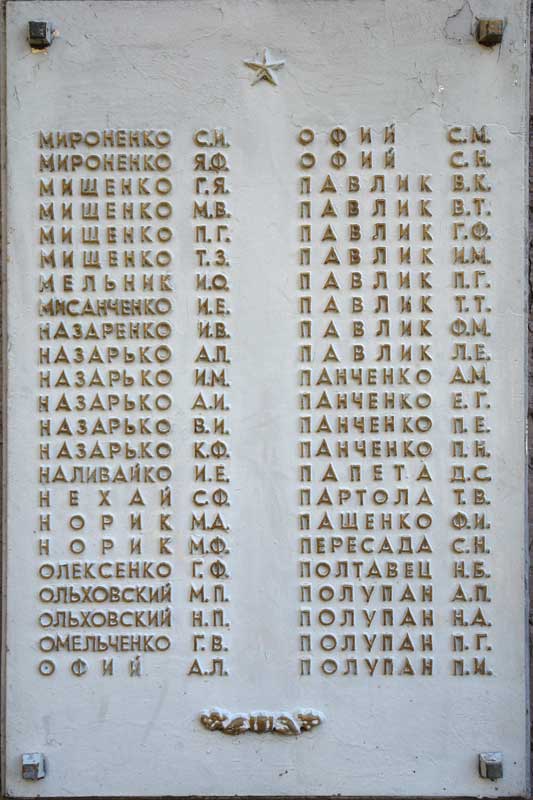 МИРОНЕНКО С.И.
МИРОНЕНКО Я.Ф.
МИЩЕНКО Г.Я.
МИЩЕНКО М.В.
МИЩЕНКО П.Г.
МИЩЕНКО Т.З.
МЕЛЬНИК И.О.
МИСАНЧЕНКО И.Е.
НАЗАРЕНКО И.В.
НАЗАРЬКО А.П.
НАЗАРЬКО И.М.
НАЗАРЬКО А.И.
НАЗАРЬКО В.И.
НАЗАРЬКО К.Ф.
НАЛИВАЙКО И.Е.
НЕХАЙ С.Ф.
НОРИК М.А.
НОРИК М.Ф.
ОЛЕКСЕНКО Г.Ф.
ОЛЬХОВСКИЙ М.П.
ОЛЬХОВСКИЙ Н.П.
ОМЕЛЬЧЕНКО Г.В.
ОФИЙ А.Л.
ОФИЙ С.М.
ОФИЙ С.Н.
ПАВЛИК В.К.
ПАВЛИК В.Т.
ПАВЛИК Г.Ф.
ПАВЛИК И.М.
ПАВЛИК П.Г.
ПАВЛИК Т.Т.
ПАВЛИК Ф.М.
ПАВЛИК Л.Е.
ПАНЧЕНКО А.М.
ПАНЧЕНКО Е.Г.
ПАНЧЕНКО П.Е.
ПАНЧЕНКО П.Н.
ПАПЕТА Д.С.
ПАРТОЛА Т.В.
ПАЩЕНКО Ф.И.
ПЕРЕСАДА С.Н.
ПОЛТАВЕЦ Н.Б.
ПОЛУПАН А.П.
ПОЛУПАН Н.А.
ПОЛУПАН П.Г.
ПОЛУПАН П.И.